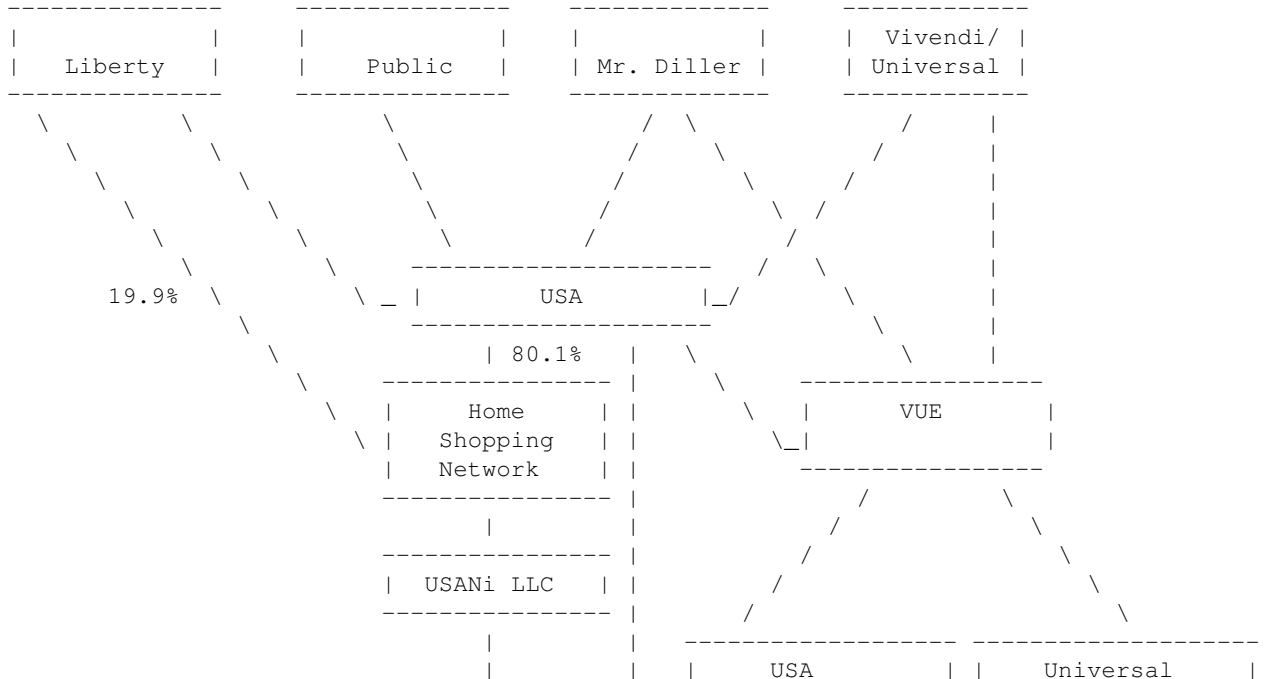 Vivendi/
Liberty Public Mr. Diller Universal
19.9% USA
80.1%
Home VUE
Shopping
Network
USANi LLC
USA Universal